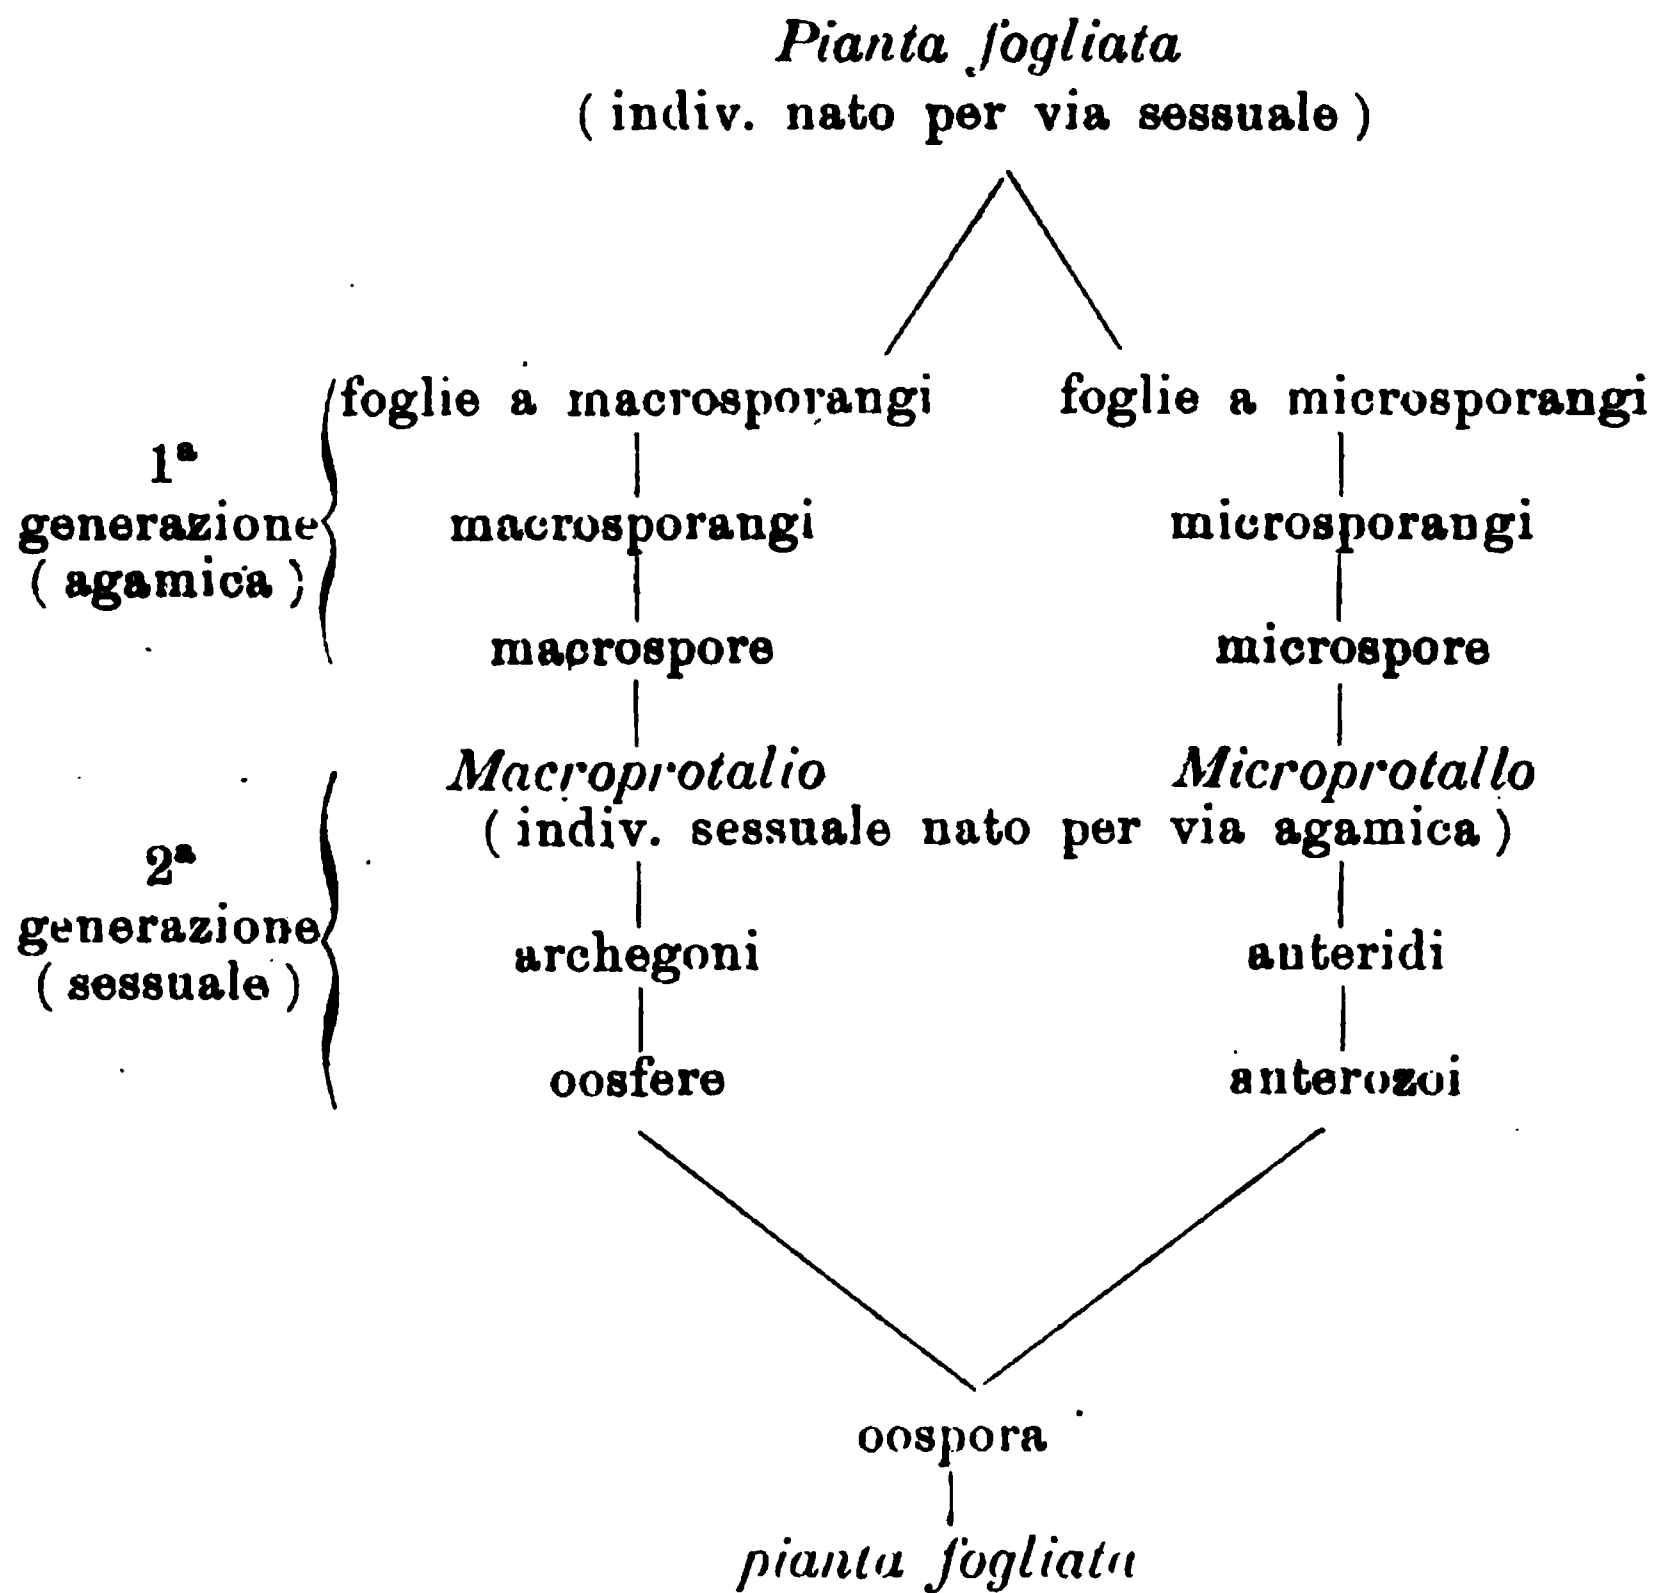 Pianta fogliata
( indiv. nato per via sessuale )
foglie a macrosporangi foglie a microsporangi
1ª
generazione
( agamica )
macrosporangi microsporangi
macrospore microspore
Macroprotalio Microprotallo
( indiv. sessuale nato per via agamica )
2ª
generazione
( sessuale )
archegoni auteridi
oosfere anterozoi
oospora
pianta fogliata